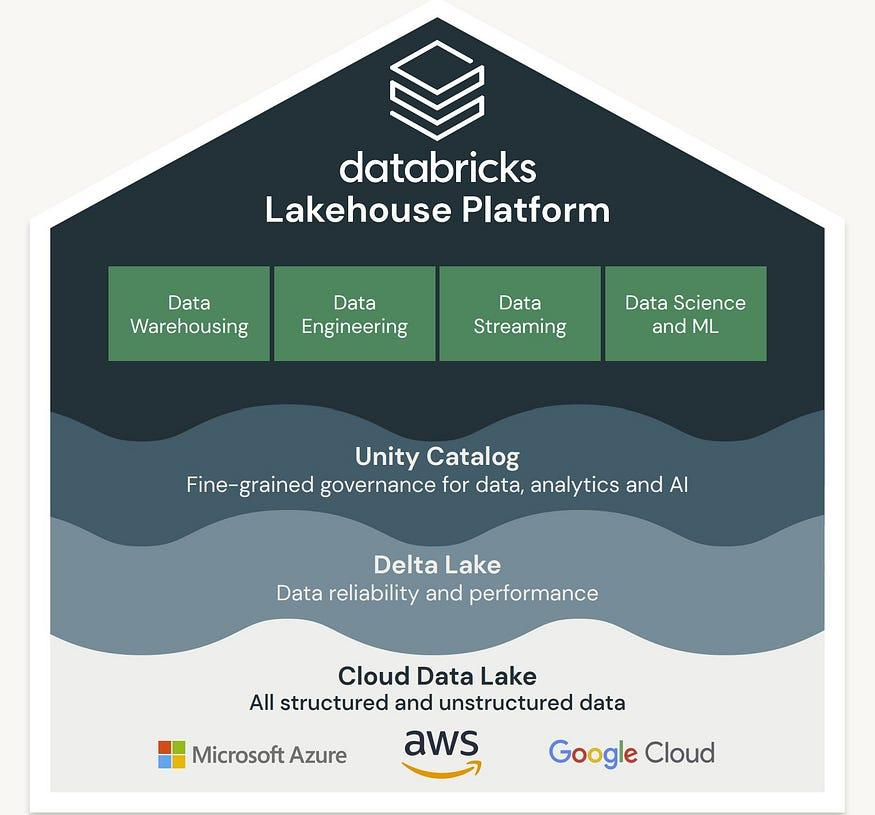 databricks
Lakehouse Platform
Data
Warehousing
Data
Engineering
Data
Streaming
Data Science
and ML
Unity Catalog
Fine-grained governance for data, analytics and AI
Delta Lake
Data reliability and performance
Cloud Data Lake
All structured and unstructured data
Microsoft Azure
aws
Google Cloud